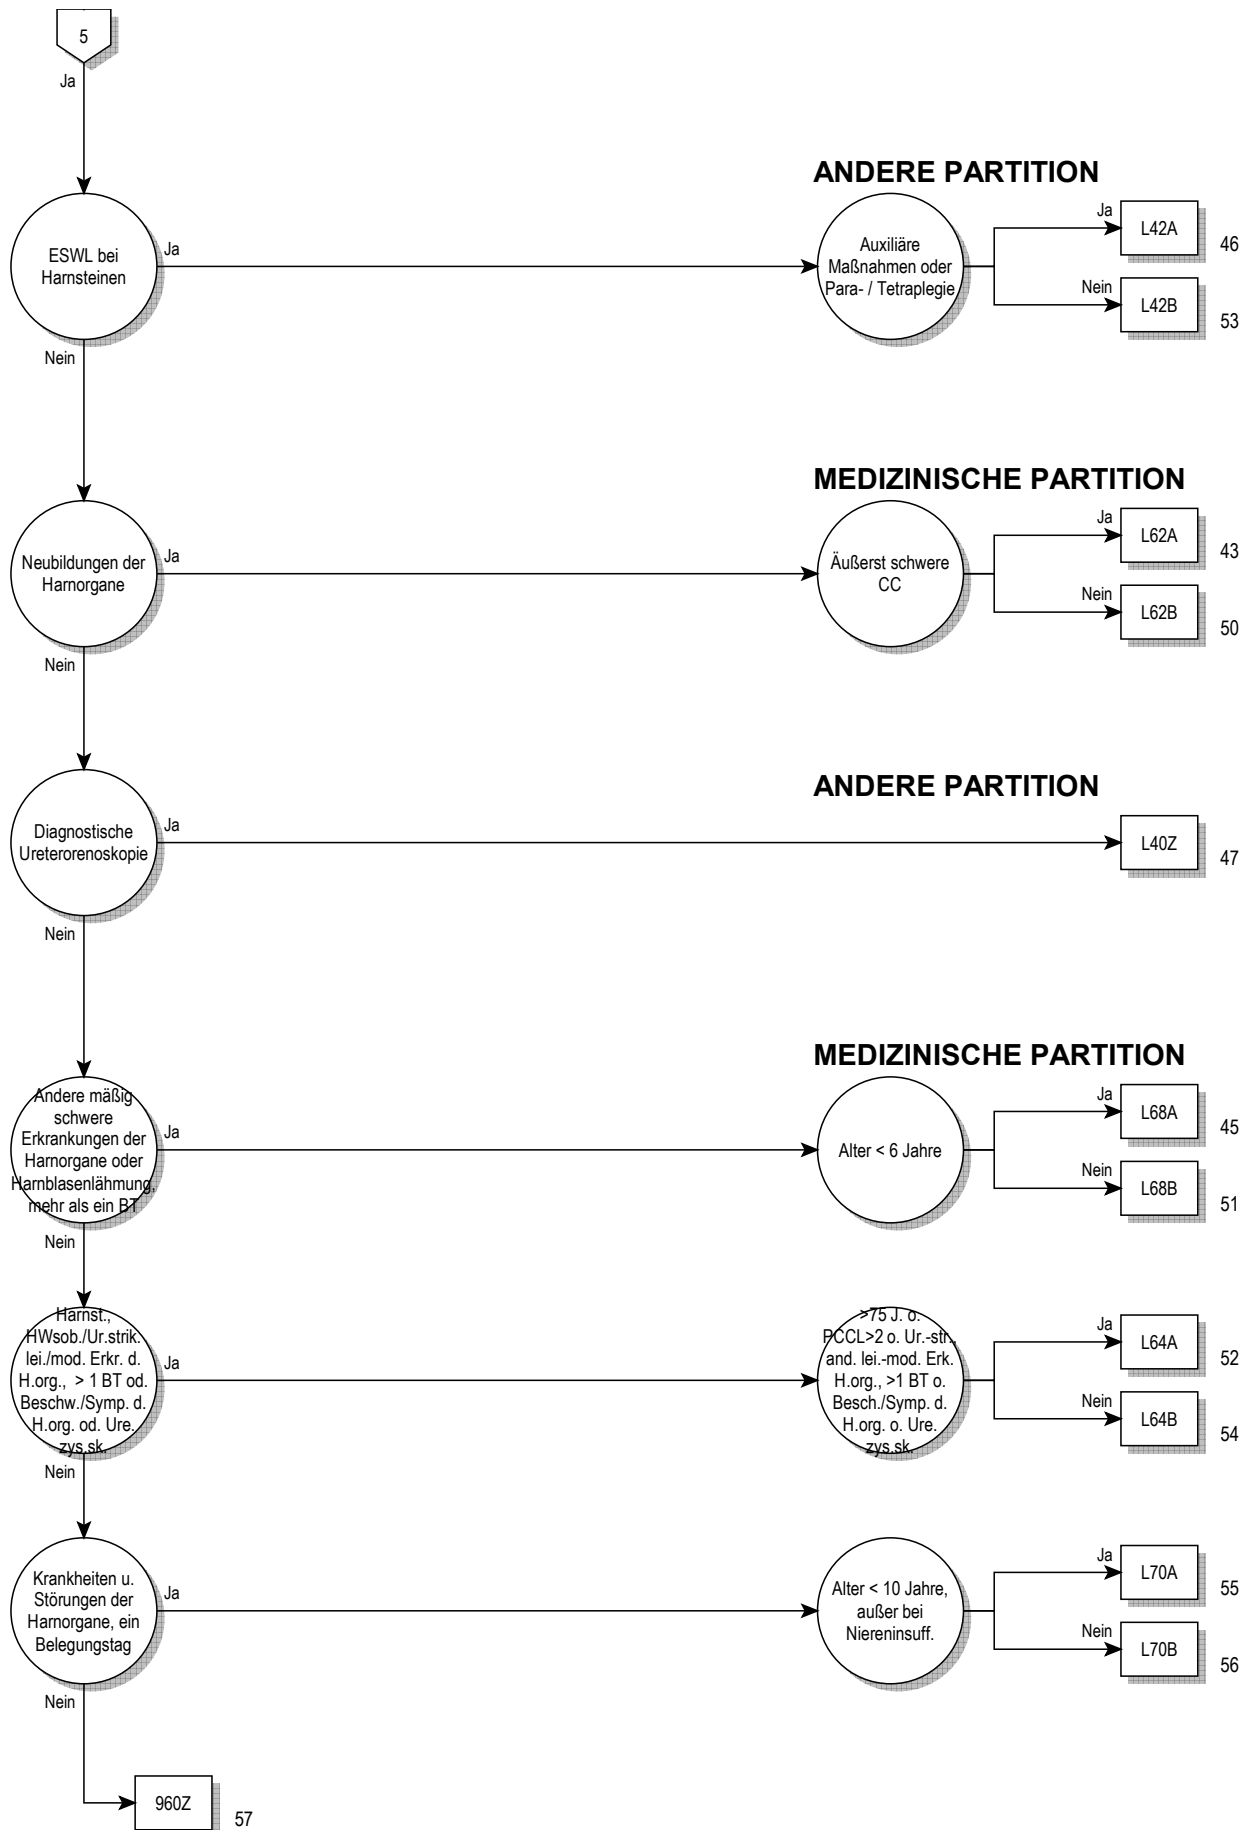 5
Ja
ANDERE PARTITION
ESWL bei
Harnsteinen
Ja
Auxiliäre
Maßnahmen oder
Para- / Tetraplegie
Ja
L42A
46
Nein
L42B
53
Nein
MEDIZINISCHE PARTITION
Neubildungen der
Harnorgane
Ja
Äußerst schwere
CC
Ja
L62A
43
Nein
L62B
50
Nein
ANDERE PARTITION
Diagnostische
Ureterorenoskopie
Ja
L40Z
47
Nein
MEDIZINISCHE PARTITION
Andere mäßig
schwere
Erkrankungen der
Harnorgane oder
Harnblasenlähmung,
mehr als ein BT
Ja
Alter < 6 Jahre
Ja
L68A
45
Nein
L68B
51
Nein
Harnst.,
HWsob./Ur.strik.
lei./mod. Erkr. d.
H.org., > 1 BT od.
Beschw./Symp. d.
H.org. od. Ure.
zys.sk.
Ja
>75 J. o.
PCCL>2 o. Ur.-str.,
and. lei.-mod. Erk.
H.org., >1 BT o.
Besch./Symp. d.
H.org. o. Ure.
zys.sk.
Ja
L64A
52
Nein
L64B
54
Nein
Krankheiten u.
Störungen der
Harnorgane, ein
Belegungstag
Ja
Alter < 10 Jahre,
außer bei
Niereninsuff.
Ja
L70A
55
Nein
L70B
56
Nein
960Z
57